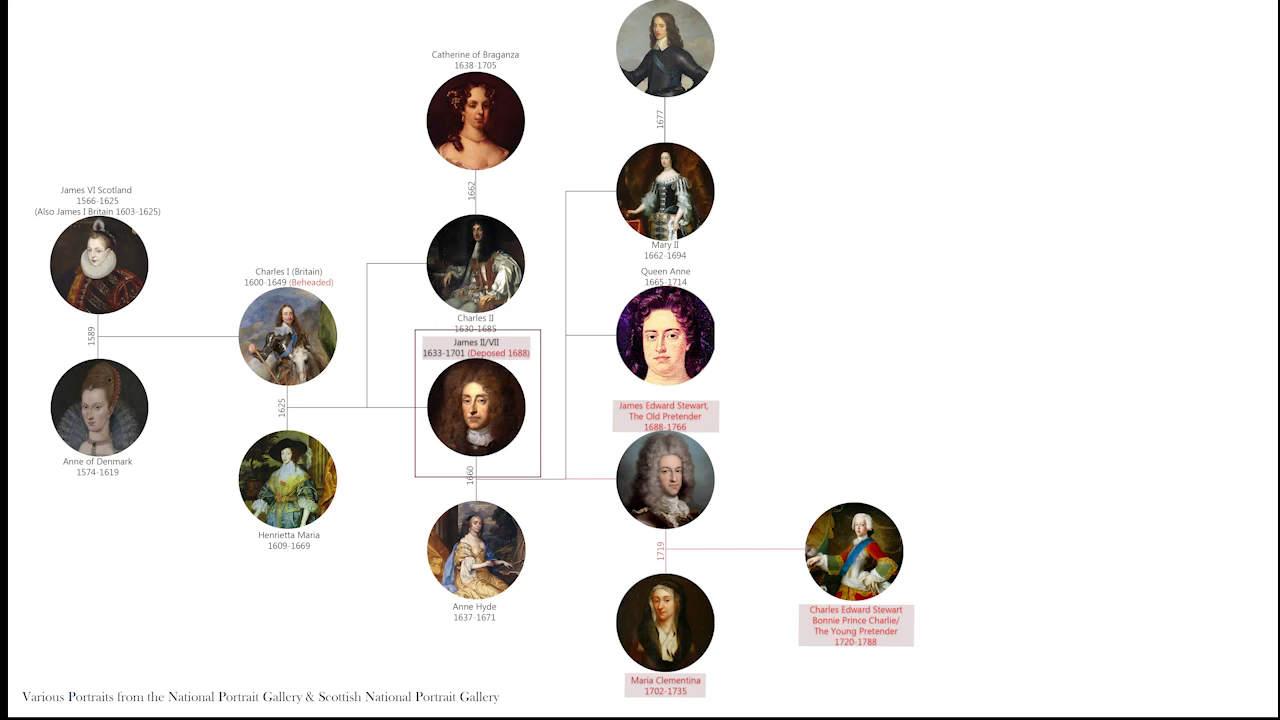 Catherine of Braganza
1638-1705
1677
James VI Scotland
1566-1625
(Also James I Britain 1603-1625)
1662
Mary II
1662-1694
Charles I (Britain)
1600-1649 (Beheaded)
Queen Anne
1665-1714
1589
Charles II
1630-1685
James II/VII
1633-1701 (Deposed 1688)
1625
James Edward Stewart,
The Old Pretender
1688-1766
Anne of Denmark
1574-1619
1660
Henrietta Maria
1609-1669
1719
Anne Hyde
1637-1671
Charles Edward Stewart
Bonnie Prince Charlie/
The Young Pretender
1720-1788
Maria Clementina
1702-1735
Various Portraits from the National Portrait Gallery & Scottish National Portrait Gallery